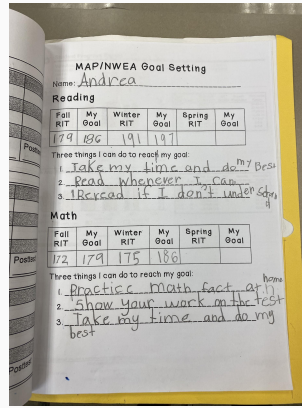 MAP/NWEA Goal Setting
Name: Andrea
Reading
Fall RIT My Goal Winter RIT My Goal Spring RIT My Goal
179 186 191 197
Three things I can do to reach my goal:
1. Take my time and do my Best
2. Read whenever I can
3. Reread if I don't under stand
Math
Fall RIT My Goal Winter RIT My Goal Spring RIT My Goal
172 179 175 186
Three things I can do to reach my goal:
1. Practice math fact at home
2. Show your work on the test
3. Take my time and do my
best